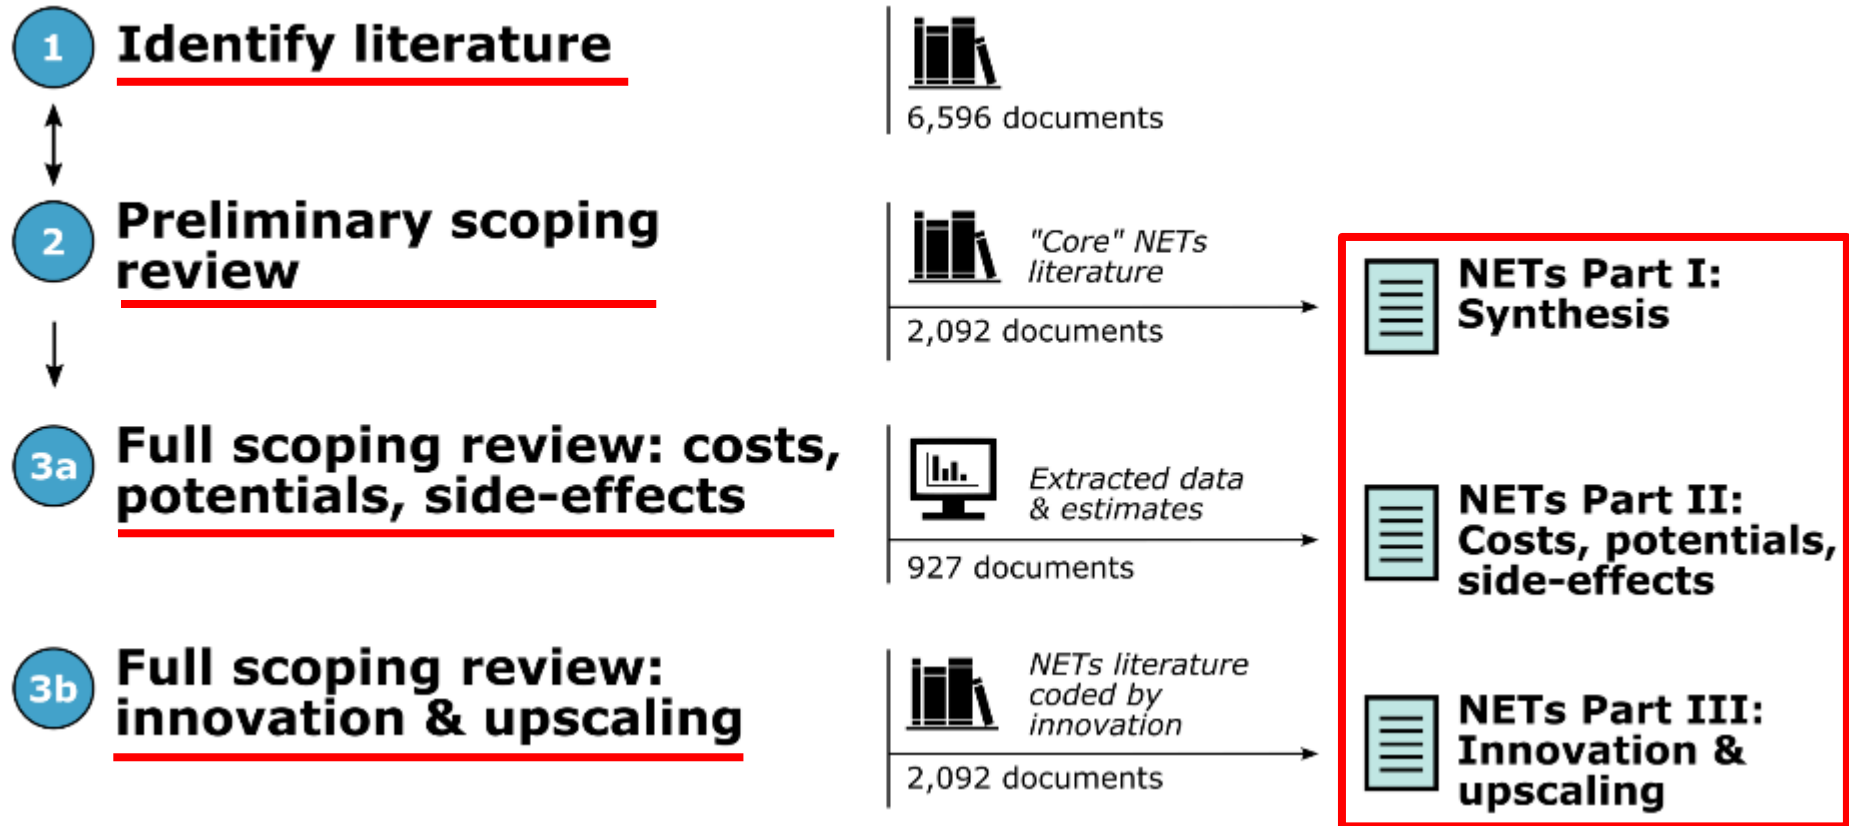 1
Identify literature
6,596 documents
2
Preliminary scoping
review
"Core" NETs
literature
2,092 documents
NETs Part I:
Synthesis
3a
Full scoping review: costs,
potentials, side-effects
Extracted data
& estimates
927 documents
NETs Part II:
Costs, potentials,
side-effects
3b
Full scoping review:
innovation & upscaling
NETs literature
coded by
innovation
2,092 documents
NETs Part III:
Innovation &
upscaling